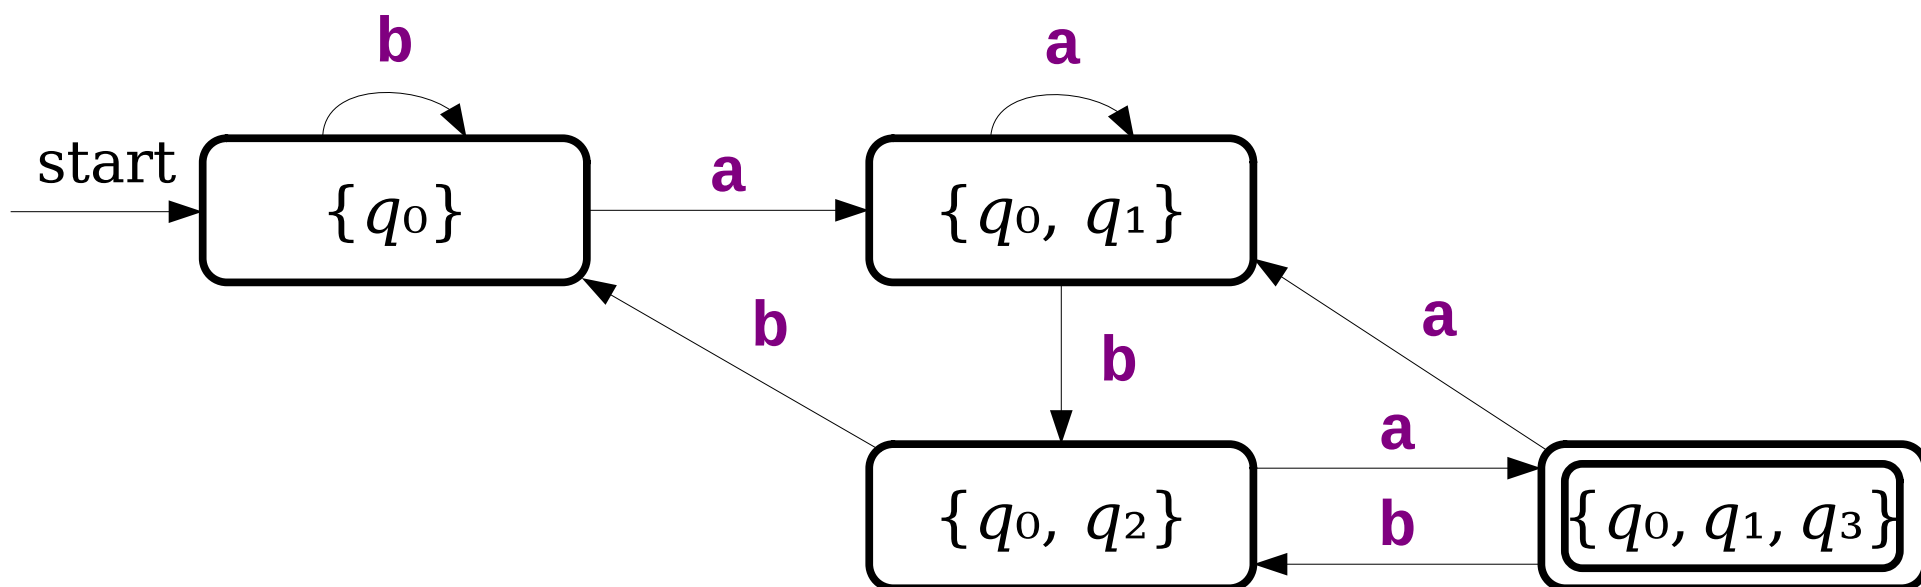 b
a
start
a
{q₀}
{q₀, q₁}
b
a
b
a
{q₀, q₂}
b
{q₀, q₁, q₃}